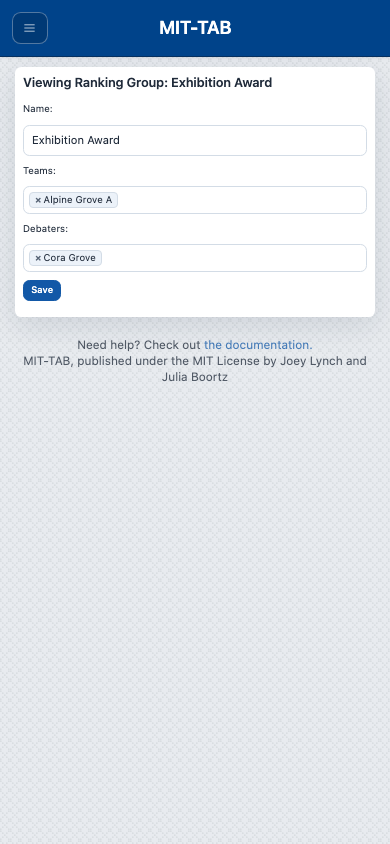 MIT-TAB
Viewing Ranking Group: Exhibition Award
Name:
Exhibition Award
Teams:
× Alpine Grove A
Debaters:
× Cora Grove
Save
Need help? Check out the documentation.
MIT-TAB, published under the MIT License by Joey Lynch and
Julia Boortz